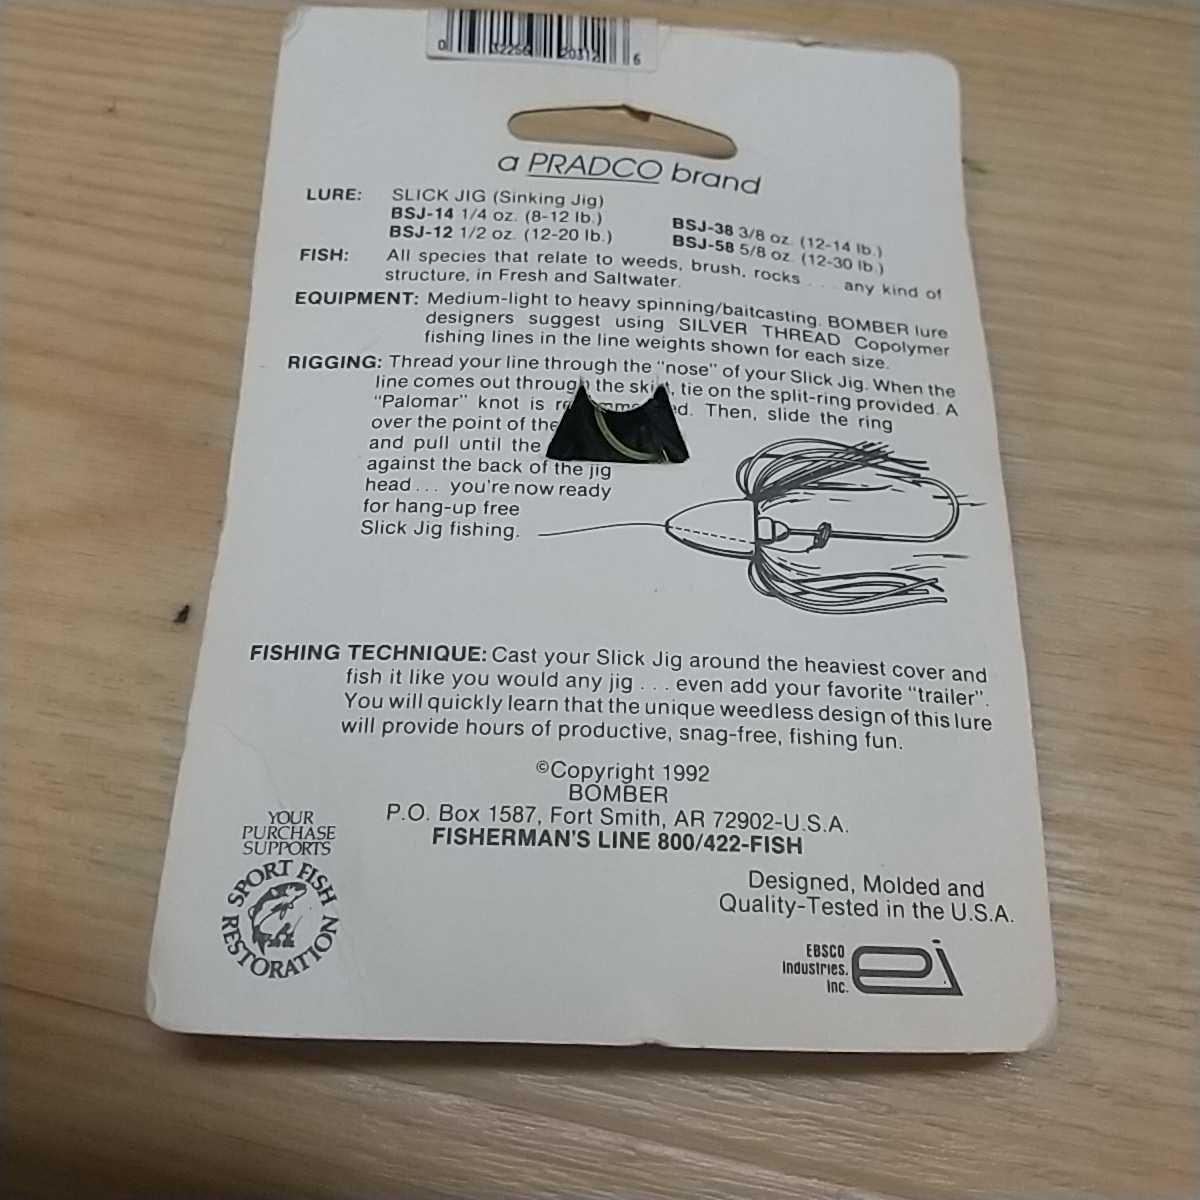 0 32256 20312 6
a PRADCO brand
LURE: SLICK JIG (Sinking Jig)
BSJ-14 1/4 oz. (8-12 lb.) BSJ-38 3/8 oz. (12-14 lb.)
BSJ-12 1/2 oz. (12-20 lb.) BSJ-58 5/8 oz. (12-30 lb.)
FISH: All species that relate to weeds, brush, rocks . . . any kind of
structure, in Fresh and Saltwater.
EQUIPMENT: Medium-light to heavy spinning/baitcasting. BOMBER lure
designers suggest using SILVER THREAD Copolymer
fishing lines in the line weights shown for each size.
RIGGING: Thread your line through the "nose" of your Slick Jig. When the
line comes out through the skirt, tie on the split-ring provided. A
"Palomar" knot is Then, slide the ring
over the point of the
and pull until the
against the back of the jig
head . . . you're now ready
for hang-up free
Slick Jig fishing.
FISHING TECHNIQUE: Cast your Slick Jig around the heaviest cover and
fish it like you would any jig . . . even add your favorite "trailer".
You will quickly learn that the unique weedless design of this lure
will provide hours of productive, snag-free, fishing fun.
©Copyright 1992
BOMBER
P.O. Box 1587, Fort Smith, AR 72902-U.S.A.
FISHERMAN'S LINE 800/422-FISH
YOUR
PURCHASE
SUPPORTS
SPORT FISH
RESTORATION
Designed, Molded and
Quality-Tested in the U.S.A.
EBSCO
Industries.
Inc.
ei